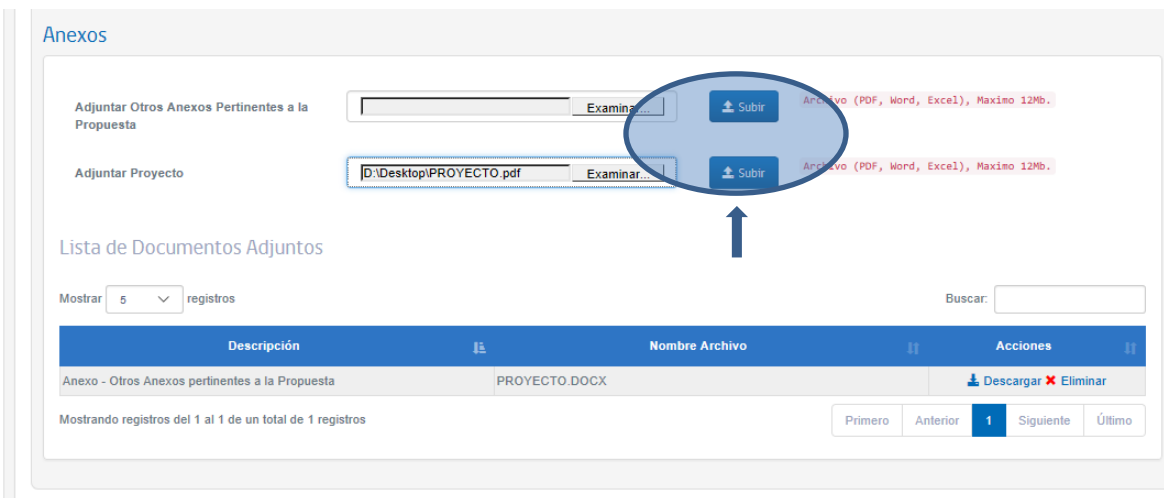 Anexos
Adjuntar Otros Anexos Pertinentes a la
Propuesta
Examinar...
Subir
Archivo (PDF, Word, Excel), Maximo 12Mb.
Adjuntar Proyecto
D:\Desktop\PROYECTO.pdf
Examinar...
Subir
Archivo (PDF, Word, Excel), Maximo 12Mb.
Lista de Documentos Adjuntos
Mostrar 5 registros
Buscar:
Descripción Nombre Archivo Acciones
Anexo - Otros Anexos pertinentes a la Propuesta PROYECTO.DOCX Descargar Eliminar
Mostrando registros del 1 al 1 de un total de 1 registros
Primero Anterior 1 Siguiente Último